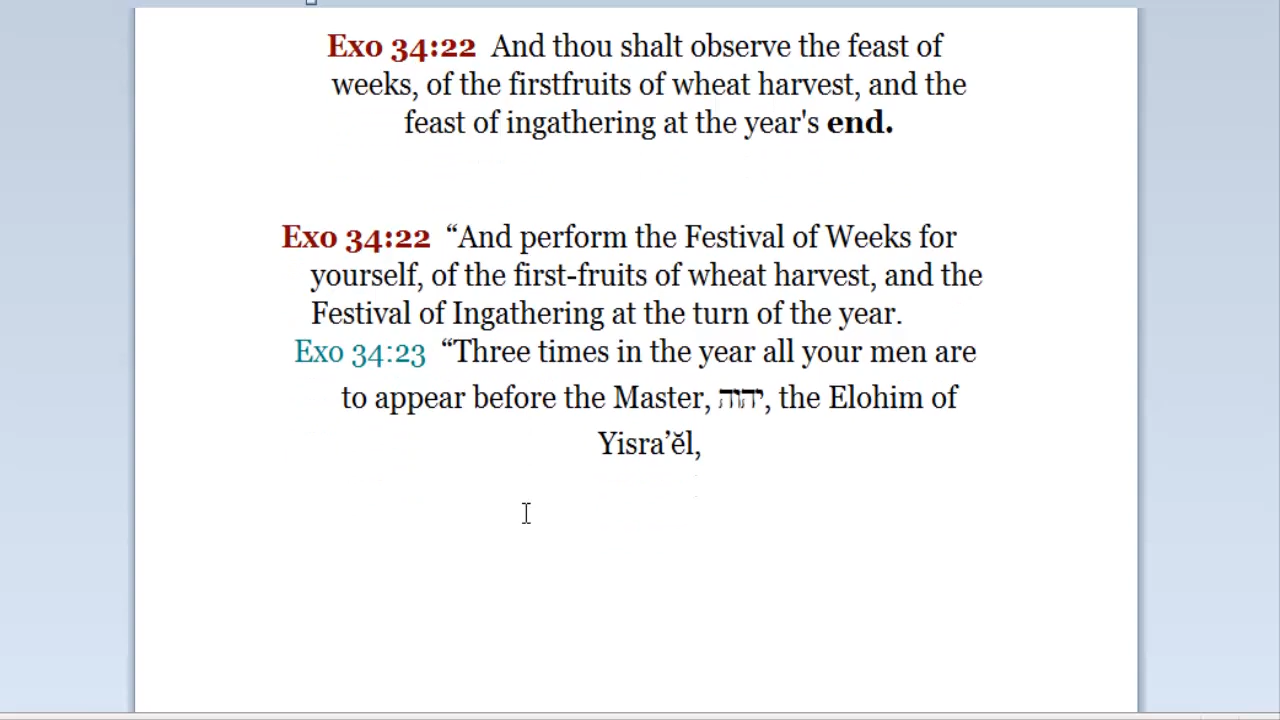 Exo 34:22  And thou shalt observe the feast of
weeks, of the firstfruits of wheat harvest, and the
feast of ingathering at the year's end.
Exo 34:22  “And perform the Festival of Weeks for
yourself, of the first-fruits of wheat harvest, and the
Festival of Ingathering at the turn of the year.
Exo 34:23  “Three times in the year all your men are
to appear before the Master, יהוה, the Elohim of
Yisra’ĕl,